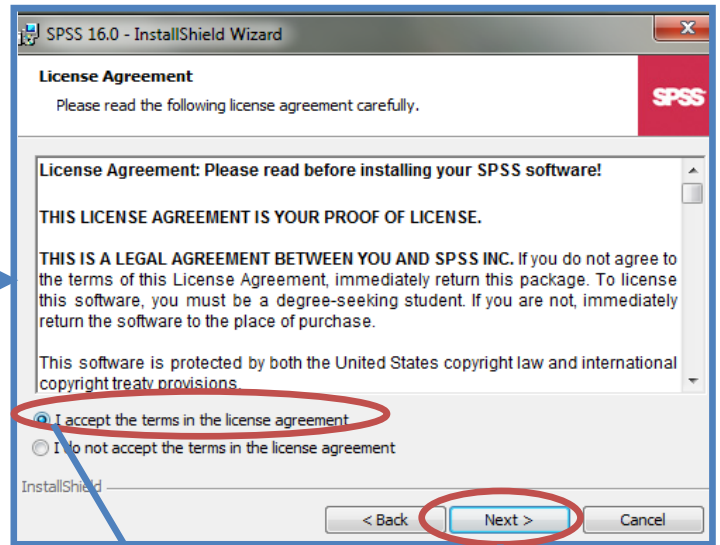 SPSS 16.0 - InstallShield Wizard
License Agreement
Please read the following license agreement carefully.
SPSS
License Agreement: Please read before installing your SPSS software!
THIS LICENSE AGREEMENT IS YOUR PROOF OF LICENSE.
THIS IS A LEGAL AGREEMENT BETWEEN YOU AND SPSS INC. If you do not agree to
the terms of this License Agreement, immediately return this package. To license
this software, you must be a degree-seeking student. If you are not, immediately
return the software to the place of purchase.
This software is protected by both the United States copyright law and international
copyright treaty provisions.
I accept the terms in the license agreement
I do not accept the terms in the license agreement
InstallShield
< Back
Next >
Cancel